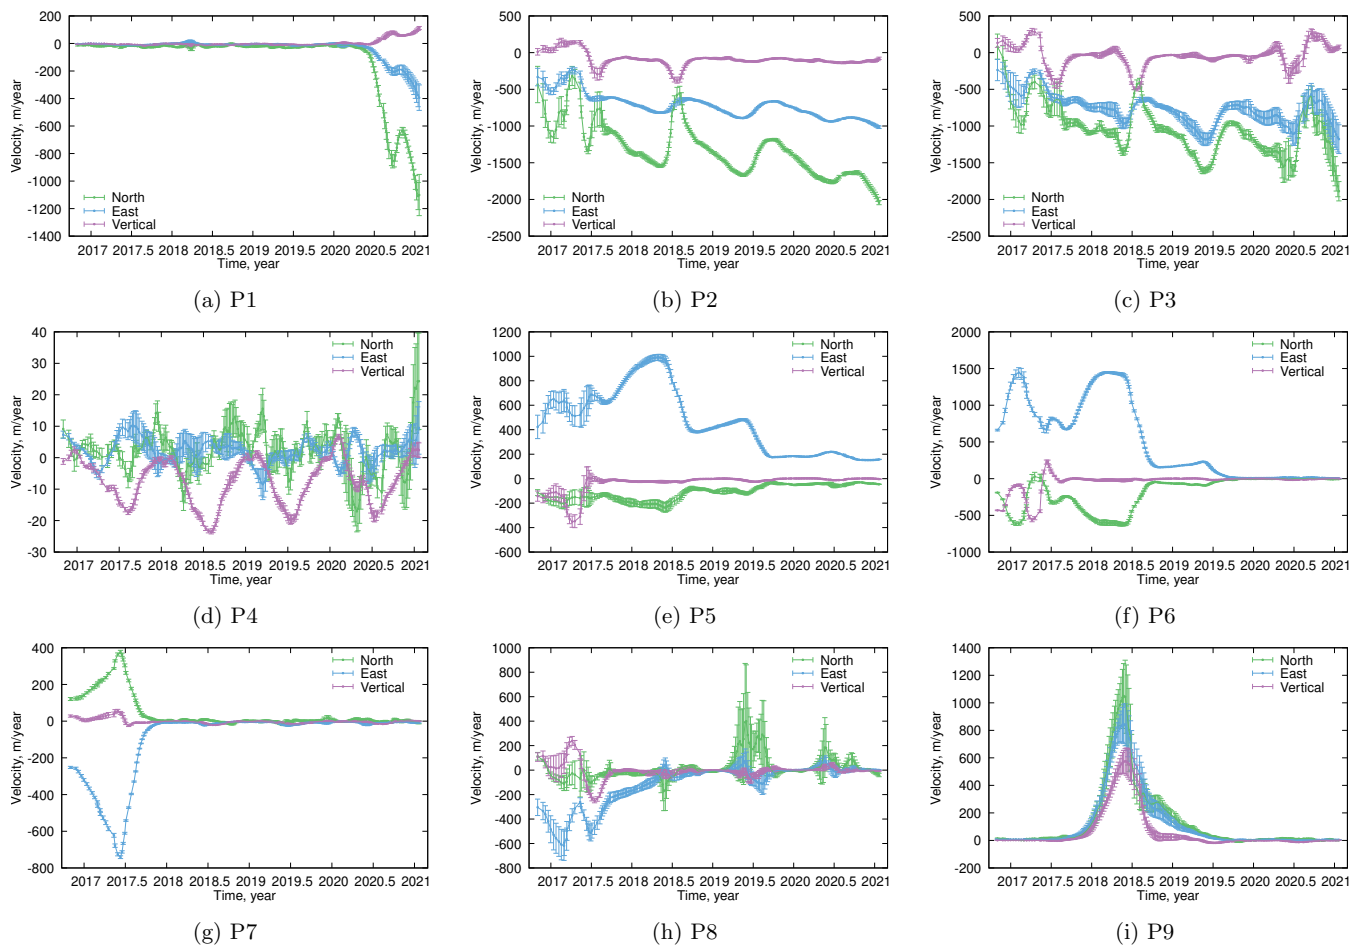 200
0
-200
-400
-600
-800
-1000
-1200
-1400
Velocity, m/year
North
East
Vertical
2017 2017.5 2018 2018.5 2019 2019.5 2020 2020.5 2021
Time, year
(a) P1
500
0
-500
-1000
-1500
-2000
-2500
Velocity, m/year
North
East
Vertical
2017 2017.5 2018 2018.5 2019 2019.5 2020 2020.5 2021
Time, year
(b) P2
500
0
-500
-1000
-1500
-2000
-2500
Velocity, m/year
North
East
Vertical
2017 2017.5 2018 2018.5 2019 2019.5 2020 2020.5 2021
Time, year
(c) P3
40
30
20
10
0
-10
-20
-30
Velocity, m/year
North
East
Vertical
2017 2017.5 2018 2018.5 2019 2019.5 2020 2020.5 2021
Time, year
(d) P4
1200
1000
800
600
400
200
0
-200
-400
-600
Velocity, m/year
North
East
Vertical
2017 2017.5 2018 2018.5 2019 2019.5 2020 2020.5 2021
Time, year
(e) P5
2000
1500
1000
500
0
-500
-1000
Velocity, m/year
North
East
Vertical
2017 2017.5 2018 2018.5 2019 2019.5 2020 2020.5 2021
Time, year
(f) P6
400
200
0
-200
-400
-600
-800
Velocity, m/year
North
East
Vertical
2017 2017.5 2018 2018.5 2019 2019.5 2020 2020.5 2021
Time, year
(g) P7
1000
800
600
400
200
0
-200
-400
-600
-800
Velocity, m/year
North
East
Vertical
2017 2017.5 2018 2018.5 2019 2019.5 2020 2020.5 2021
Time, year
(h) P8
1400
1200
1000
800
600
400
200
0
-200
Velocity, m/year
North
East
Vertical
2017 2017.5 2018 2018.5 2019 2019.5 2020 2020.5 2021
Time, year
(i) P9